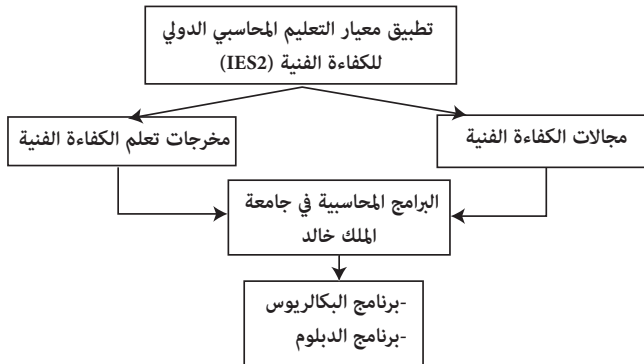 تطبيق معيار التعليم المحاسبي الدولي
للكفاءة الفنية (IES2)
مجالات الكفاءة الفنية
مخرجات تعلم الكفاءة الفنية
البرامج المحاسبية في جامعة
الملك خالد
-برنامج البكالريوس
-برنامج الدبلوم